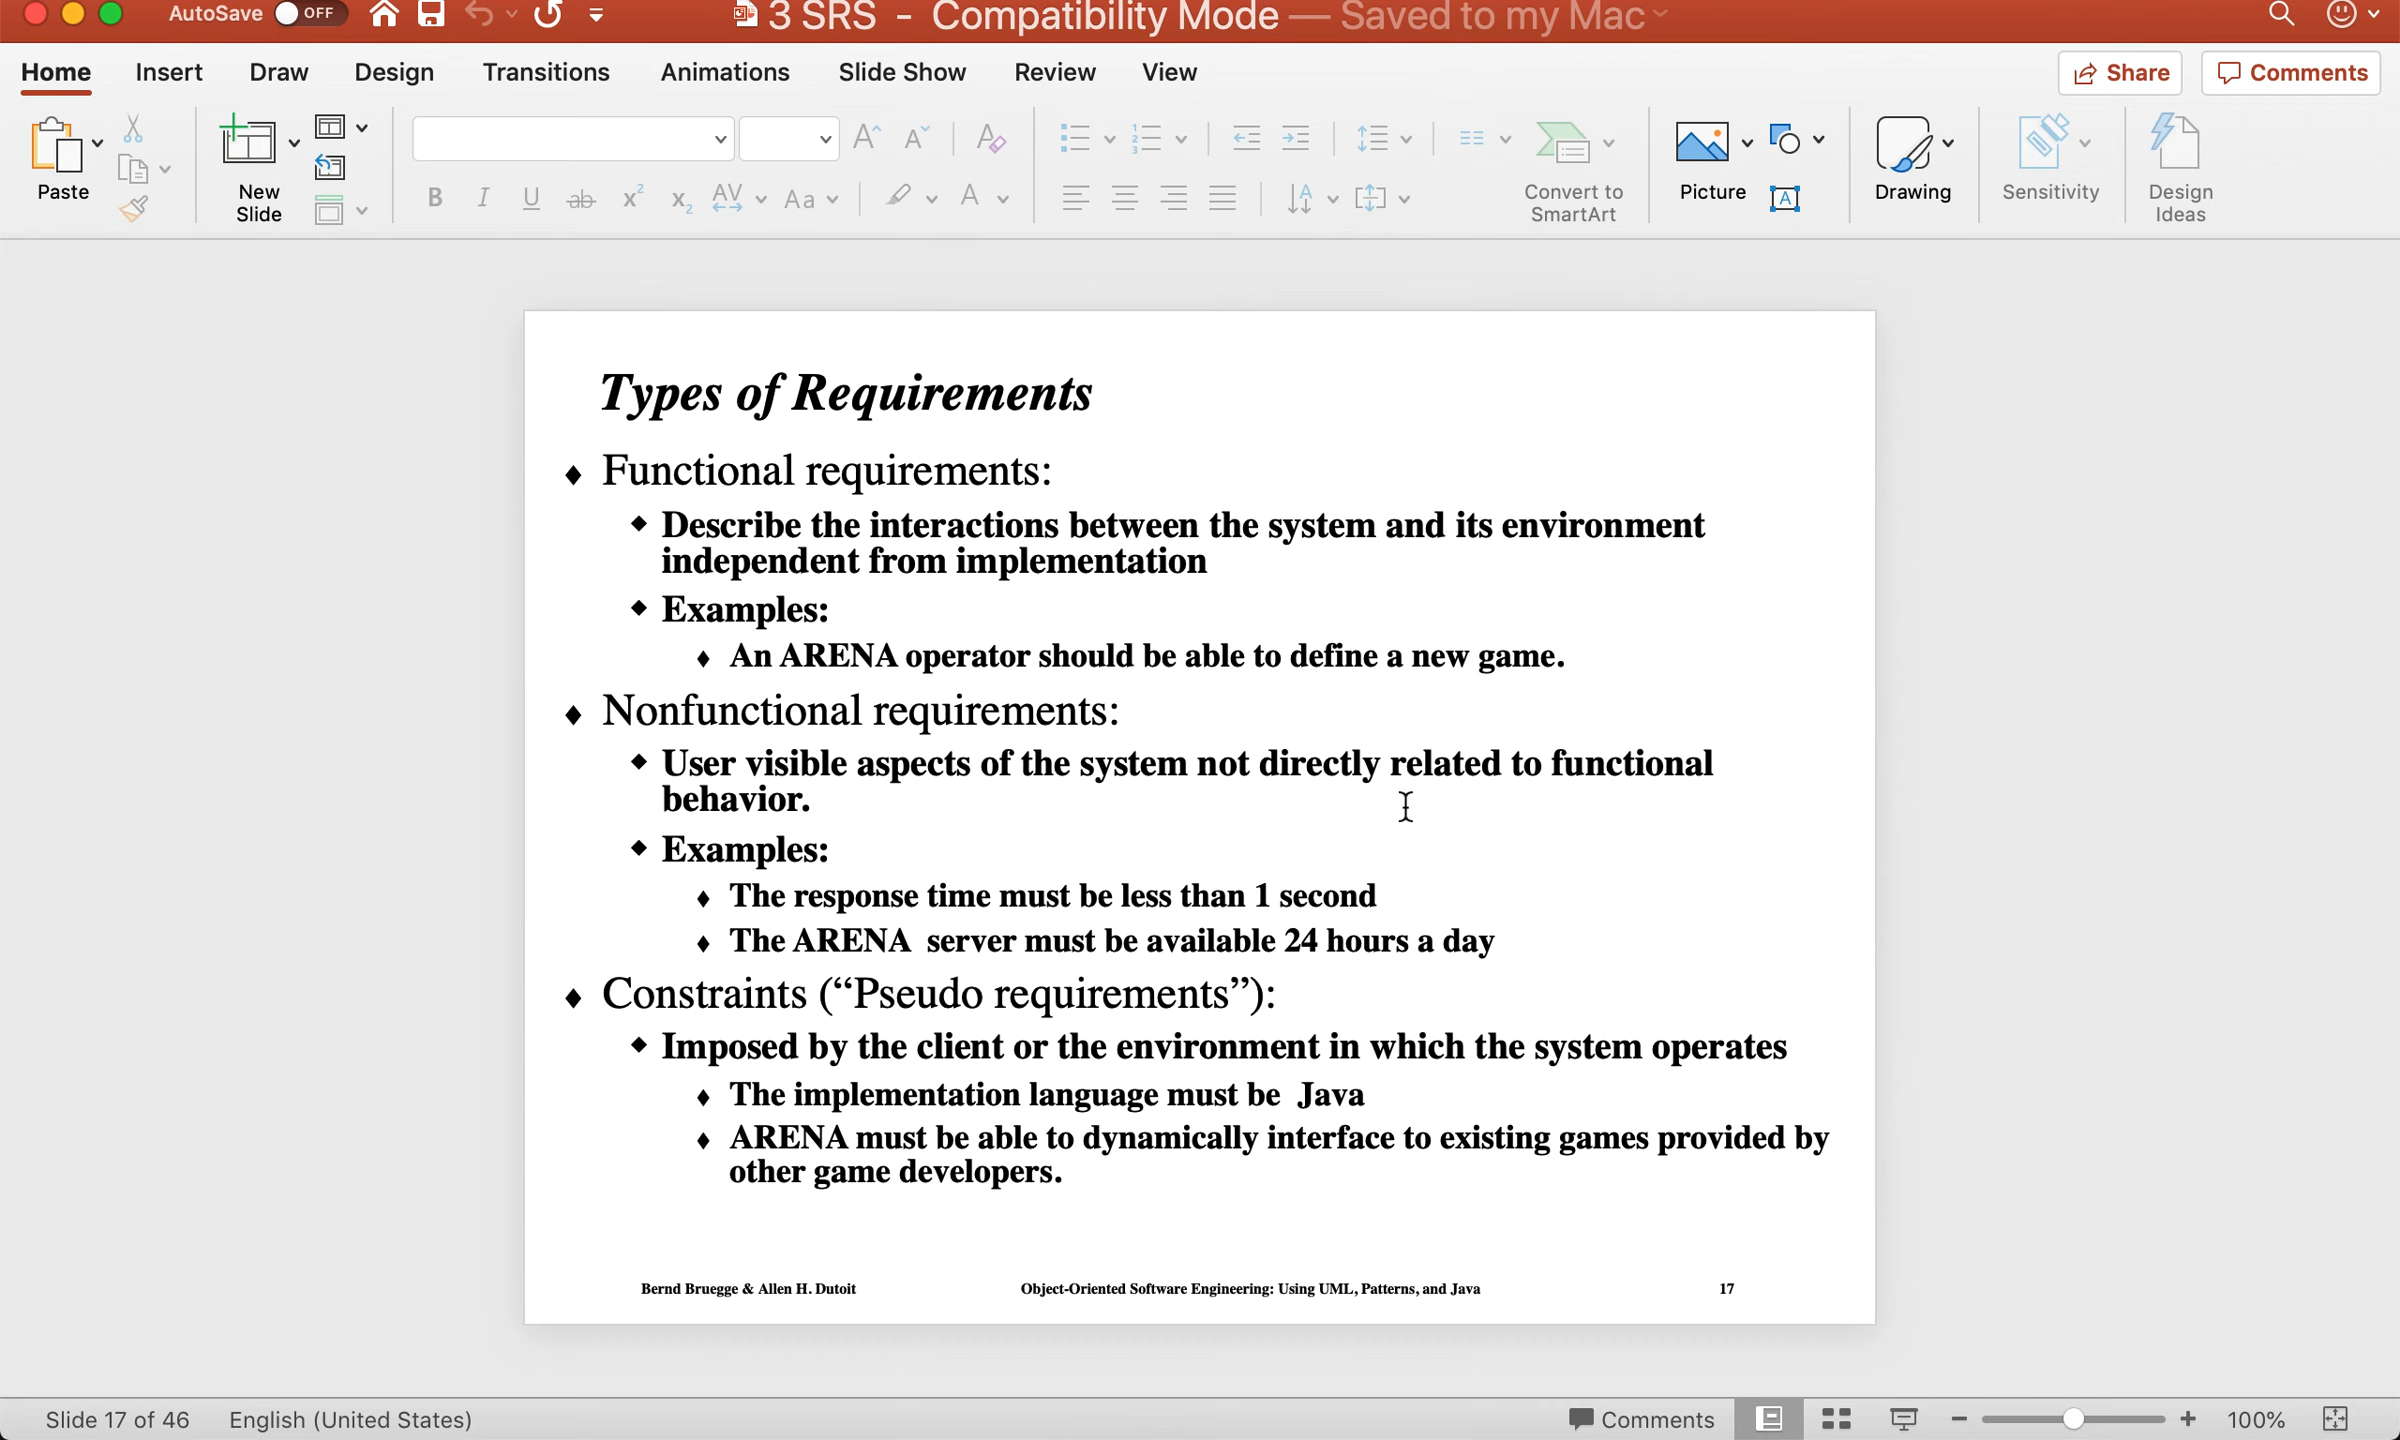 AutoSave OFF 3 SRS - Compatibility Mode — Saved to my Mac
Home Insert Draw Design Transitions Animations Slide Show Review View Share Comments
Paste New Slide Convert to SmartArt Picture Drawing Sensitivity Design Ideas
Types of Requirements
♦ Functional requirements:
◆ Describe the interactions between the system and its environment
independent from implementation
◆ Examples:
♦ An ARENA operator should be able to define a new game.
♦ Nonfunctional requirements:
◆ User visible aspects of the system not directly related to functional
behavior.
◆ Examples:
♦ The response time must be less than 1 second
♦ The ARENA server must be available 24 hours a day
♦ Constraints (“Pseudo requirements”):
◆ Imposed by the client or the environment in which the system operates
♦ The implementation language must be Java
♦ ARENA must be able to dynamically interface to existing games provided by
other game developers.
Bernd Bruegge & Allen H. Dutoit Object-Oriented Software Engineering: Using UML, Patterns, and Java 17
Slide 17 of 46 English (United States) Comments 100%